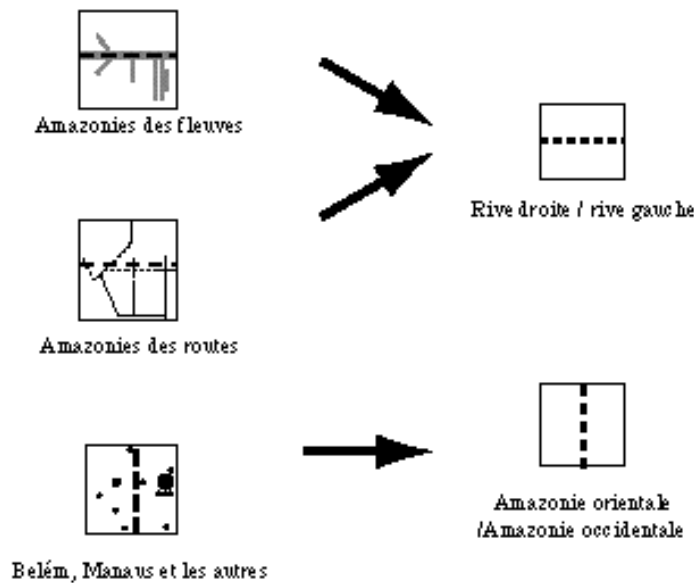 Amazonies des fleuves
Rive droite / rive gauche
Amazonies des routes
Amazonie orientale
/Amazonie occidentale
Belém, Manaus et les autres